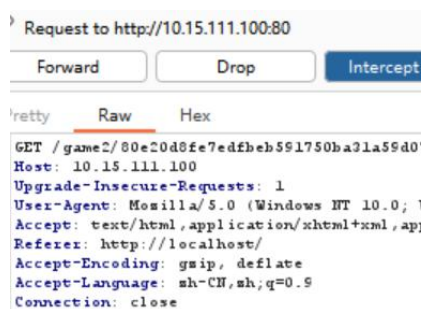 Request to http://10.15.111.100:80
Forward Drop Intercept
Pretty Raw Hex
GET /game2/80e20d8fe7edfbeb591750ba31a59d0
Host: 10.15.111.100
Upgrade-Insecure-Requests: 1
User-Agent: Mozilla/5.0 (Windows NT 10.0;
Accept: text/html,application/xhtml+xml,app
Referer: http://localhost/
Accept-Encoding: gzip, deflate
Accept-Language: zh-CN,zh;q=0.9
Connection: close